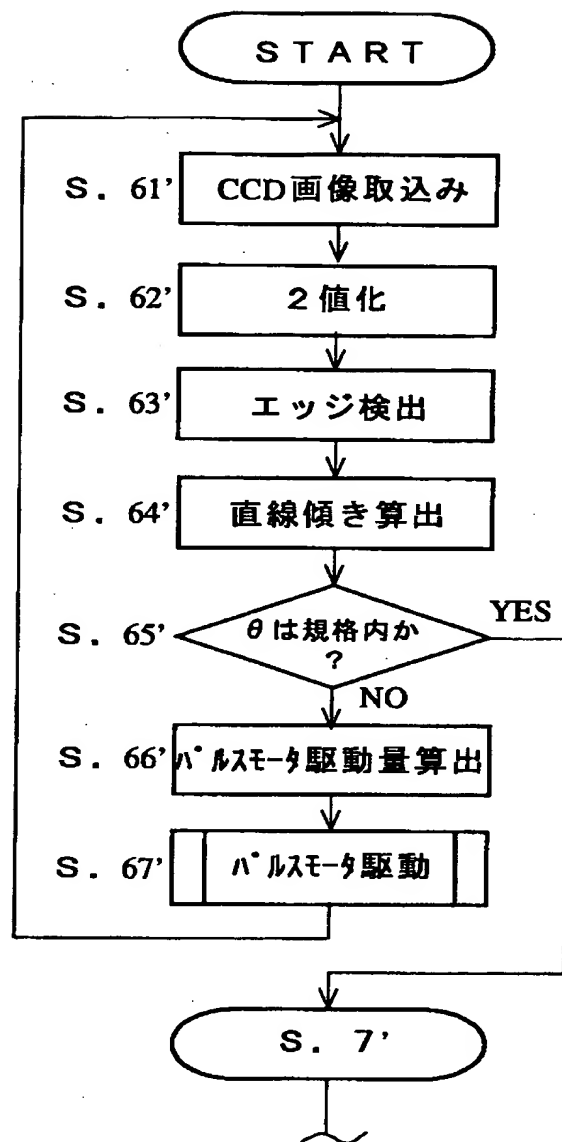 START
S. 61' CCD画像取込み
S. 62' 2値化
S. 63' エッジ検出
S. 64' 直線傾き算出
S. 65' θは規格内か
?
YES
NO
S. 66' パルスモータ駆動量算出
S. 67' パルスモータ駆動
S. 7'